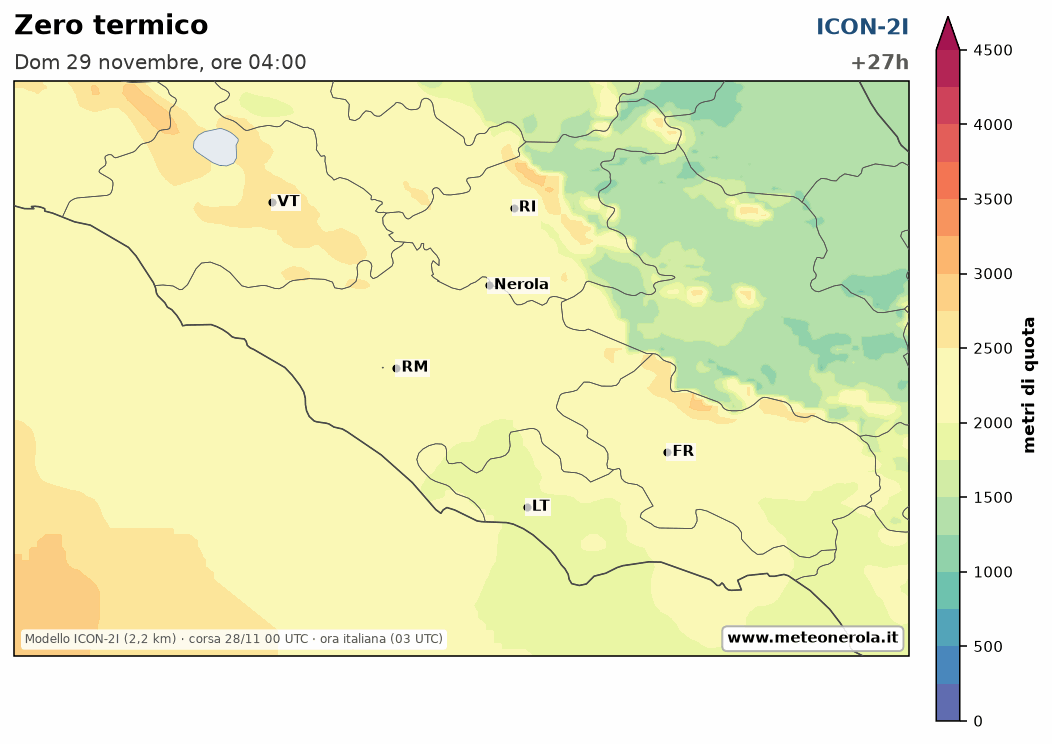 Zero termico
ICON-2I
Dom 29 novembre, ore 04:00
+27h
4500
4000
3500
3000
2500
2000
1500
1000
500
0
metri di quota
VT
RI
Nerola
RM
FR
LT
Modello ICON-2I (2,2 km) · corsa 28/11 00 UTC · ora italiana (03 UTC)
www.meteonerola.it